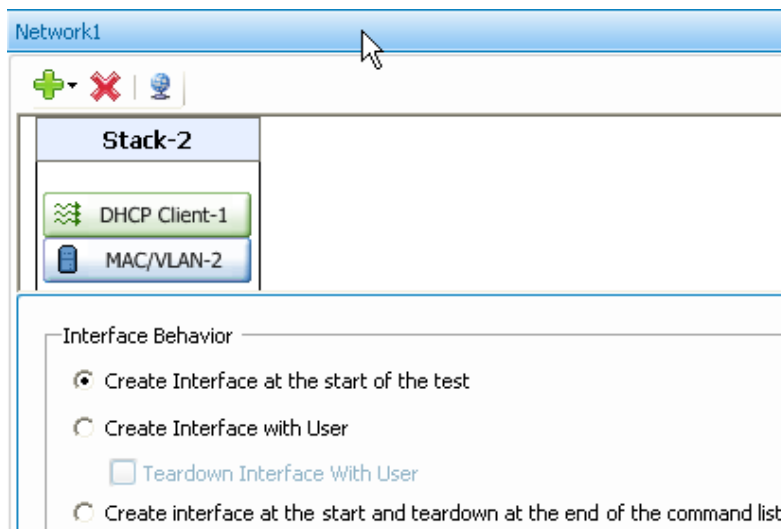 Network1
Stack-2
DHCP Client-1
MAC/VLAN-2
Interface Behavior
Create Interface at the start of the test
Create Interface with User
Teardown Interface With User
Create interface at the start and teardown at the end of the command list